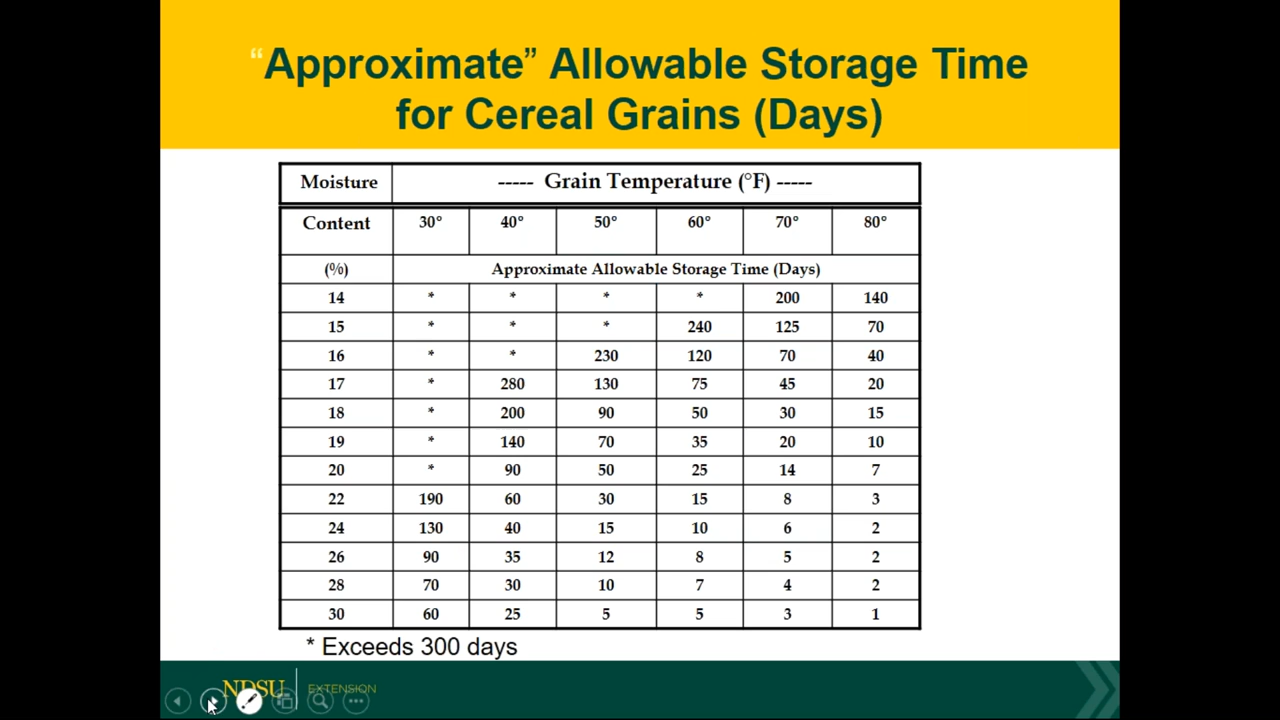 “Approximate” Allowable Storage Time
for Cereal Grains (Days)
Moisture ----- Grain Temperature (°F) -----
Content 30° 40° 50° 60° 70° 80°
(%) Approximate Allowable Storage Time (Days)
14 * * * * 200 140
15 * * * 240 125 70
16 * * 230 120 70 40
17 * 280 130 75 45 20
18 * 200 90 50 30 15
19 * 140 70 35 20 10
20 * 90 50 25 14 7
22 190 60 30 15 8 3
24 130 40 15 10 6 2
26 90 35 12 8 5 2
28 70 30 10 7 4 2
30 60 25 5 5 3 1
* Exceeds 300 days
NDSU EXTENSION